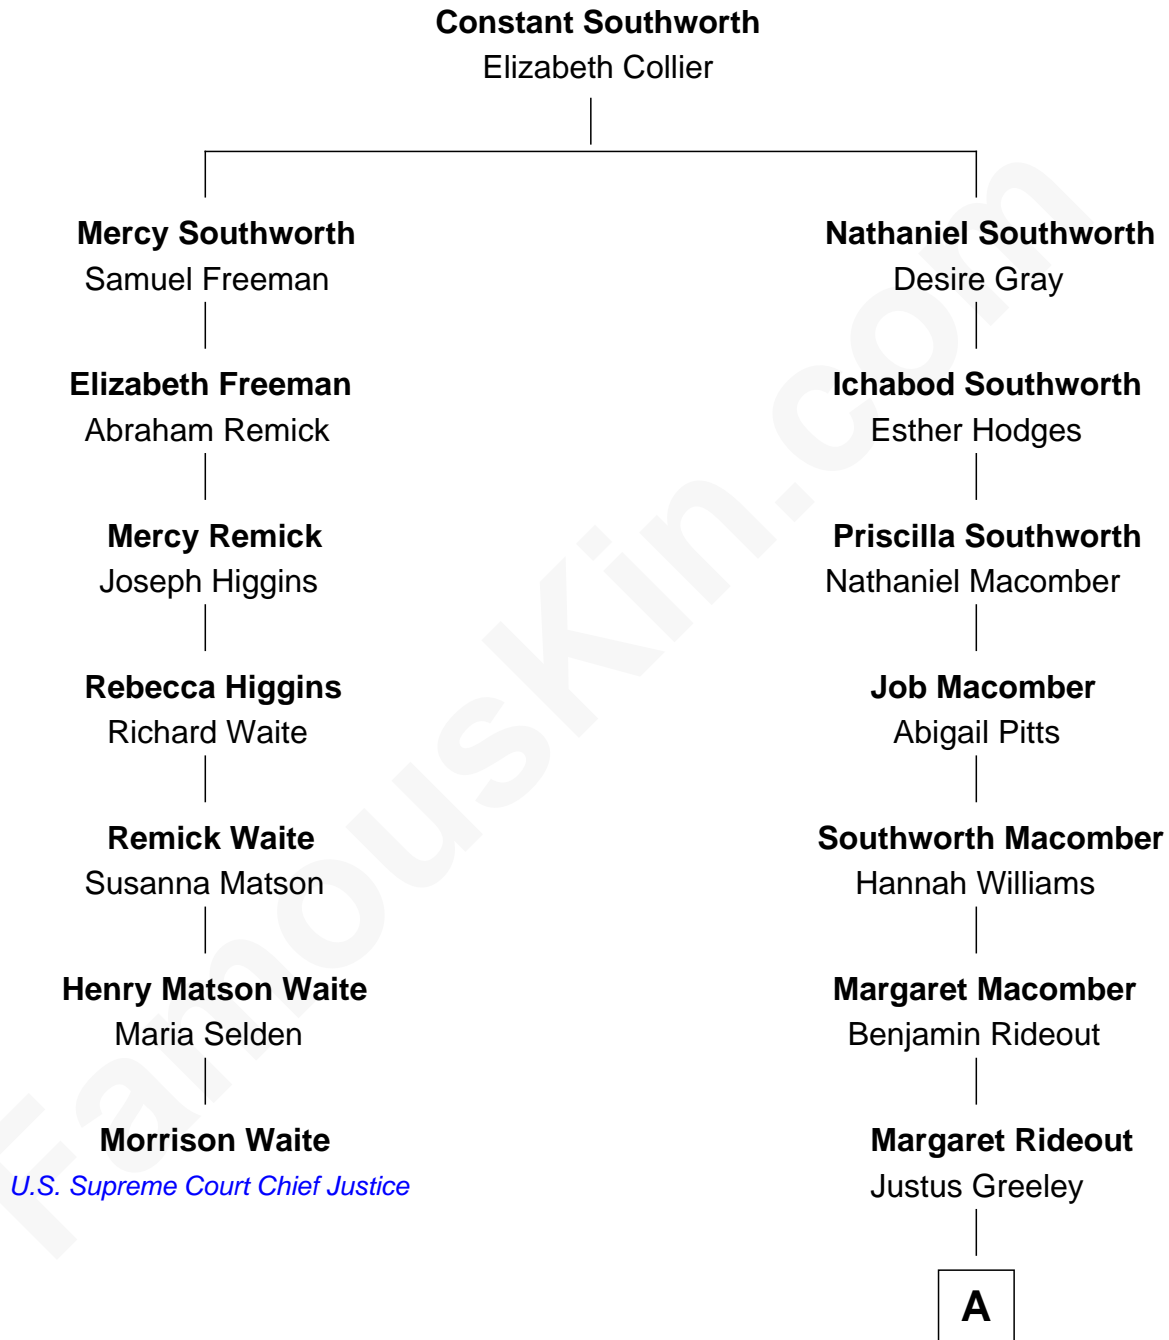 Constant Southworth
Elizabeth Collier
Mercy Southworth
Samuel Freeman
Nathaniel Southworth
Desire Gray
Elizabeth Freeman
Abraham Remick
Ichabod Southworth
Esther Hodges
Mercy Remick
Joseph Higgins
Priscilla Southworth
Nathaniel Macomber
Rebecca Higgins
Richard Waite
Job Macomber
Abigail Pitts
Remick Waite
Susanna Matson
Southworth Macomber
Hannah Williams
Henry Matson Waite
Maria Selden
Margaret Macomber
Benjamin Rideout
Morrison Waite
U.S. Supreme Court Chief Justice
Margaret Rideout
Justus Greeley
A
FamousKin.com